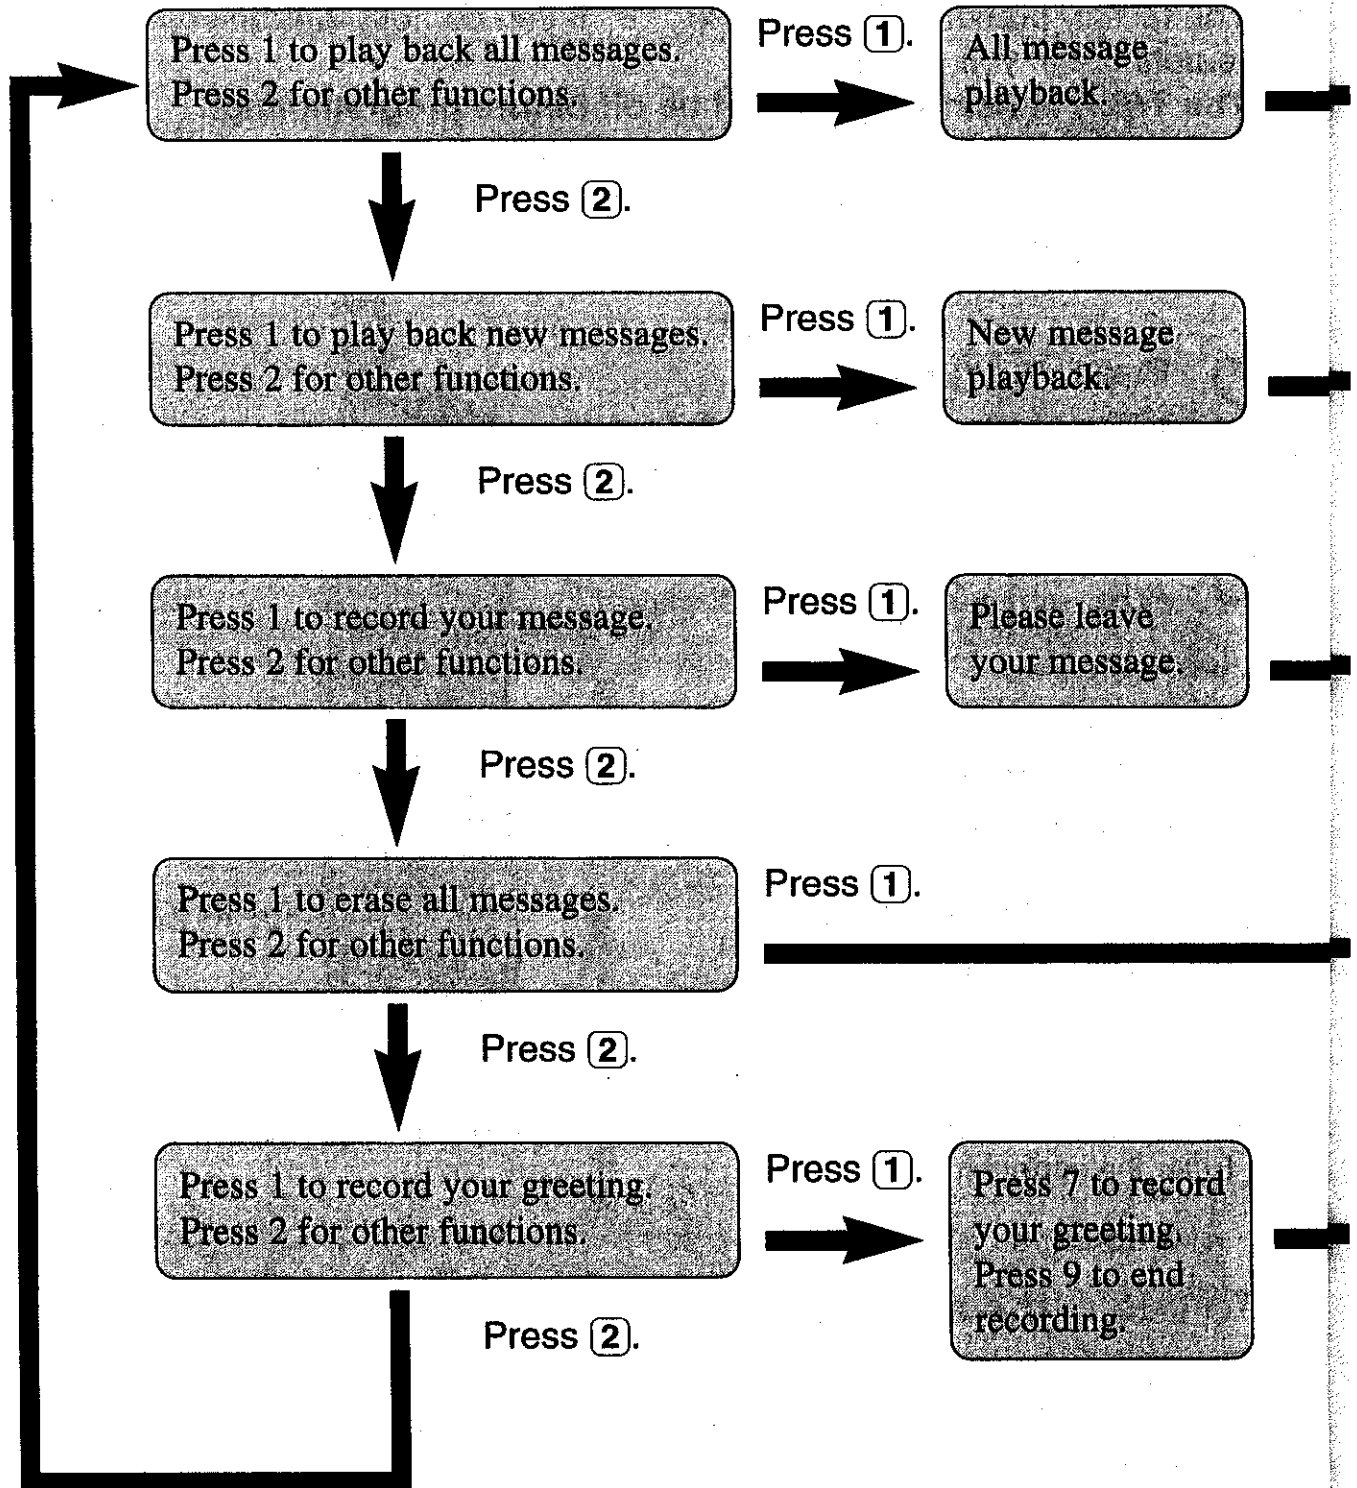 Press 1 to play back all messages.
Press 2 for other functions.
Press 1.
All message
playback.
Press 2.
Press 1 to play back new messages.
Press 2 for other functions.
Press 1.
New message
playback.
Press 2.
Press 1 to record your message.
Press 2 for other functions.
Press 1.
Please leave
your message.
Press 2.
Press 1 to erase all messages.
Press 2 for other functions.
Press 1.
Press 2.
Press 1 to record your greeting.
Press 2 for other functions.
Press 1.
Press 7 to record
your greeting.
Press 9 to end
recording.
Press 2.